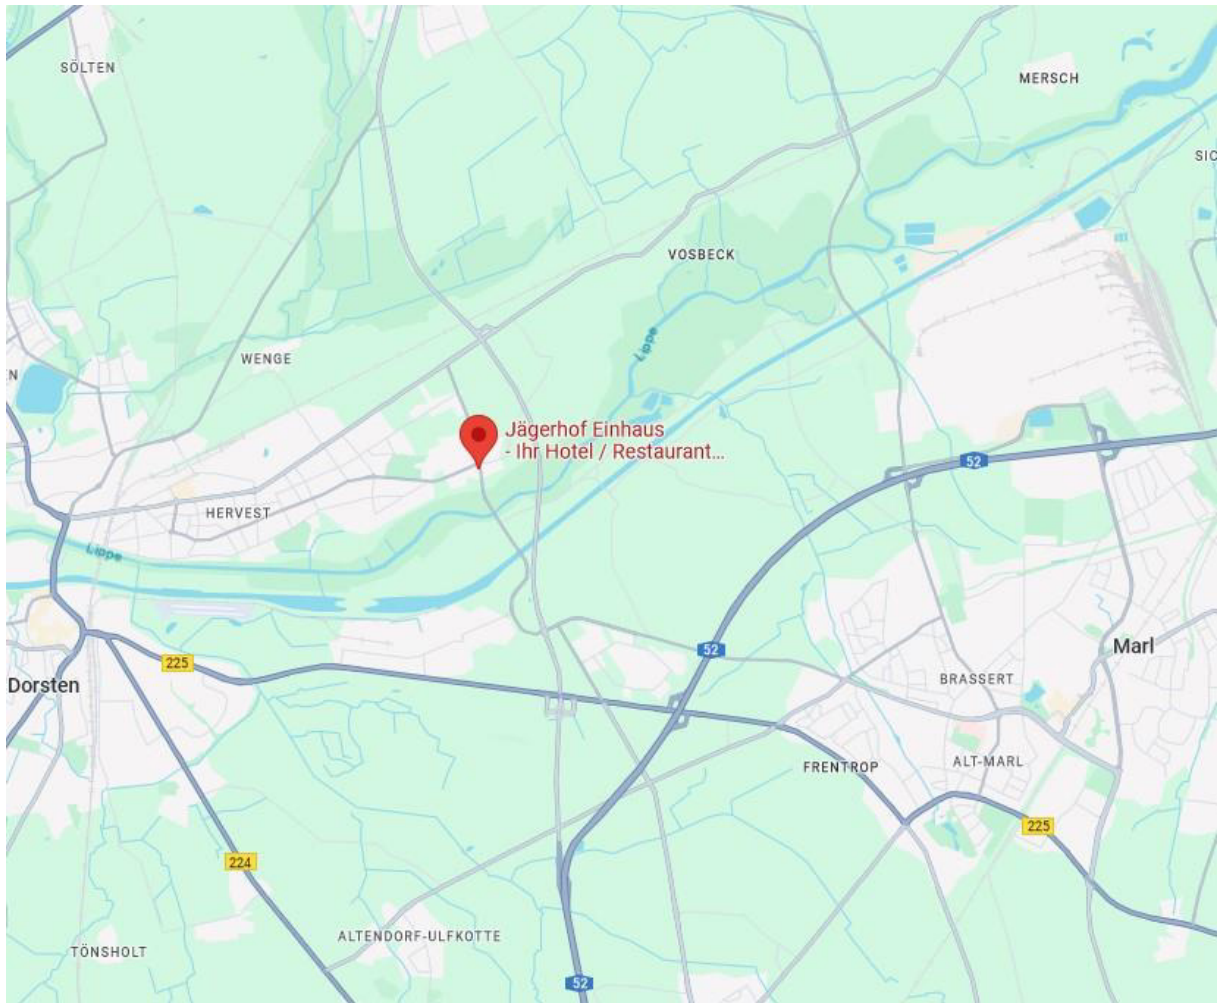 SÖLTEN
MERSCH
SIC
VOSBECK
Lippe
WENGE
N
Jägerhof Einhaus
- Ihr Hotel / Restaurant...
52
HERVEST
Lippe
225
52
Marl
Dorsten
BRASSERT
FRENTROP
ALT-MARL
225
224
ALTENDORF-ULFKOTTE
TÖNSHOLT
52